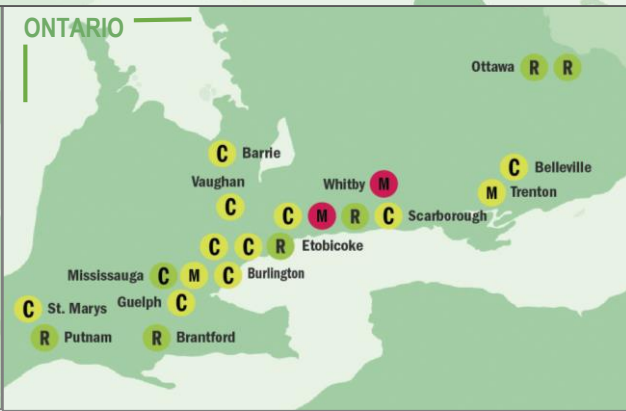 ONTARIO
Ottawa R R
C Barrie
C Belleville
Vaughan
Whitby M
M Trenton
C
C M R C Scarborough
C C R Etobicoke
Mississauga C M C Burlington
Guelph C
C St. Marys
R Putnam
R Brantford